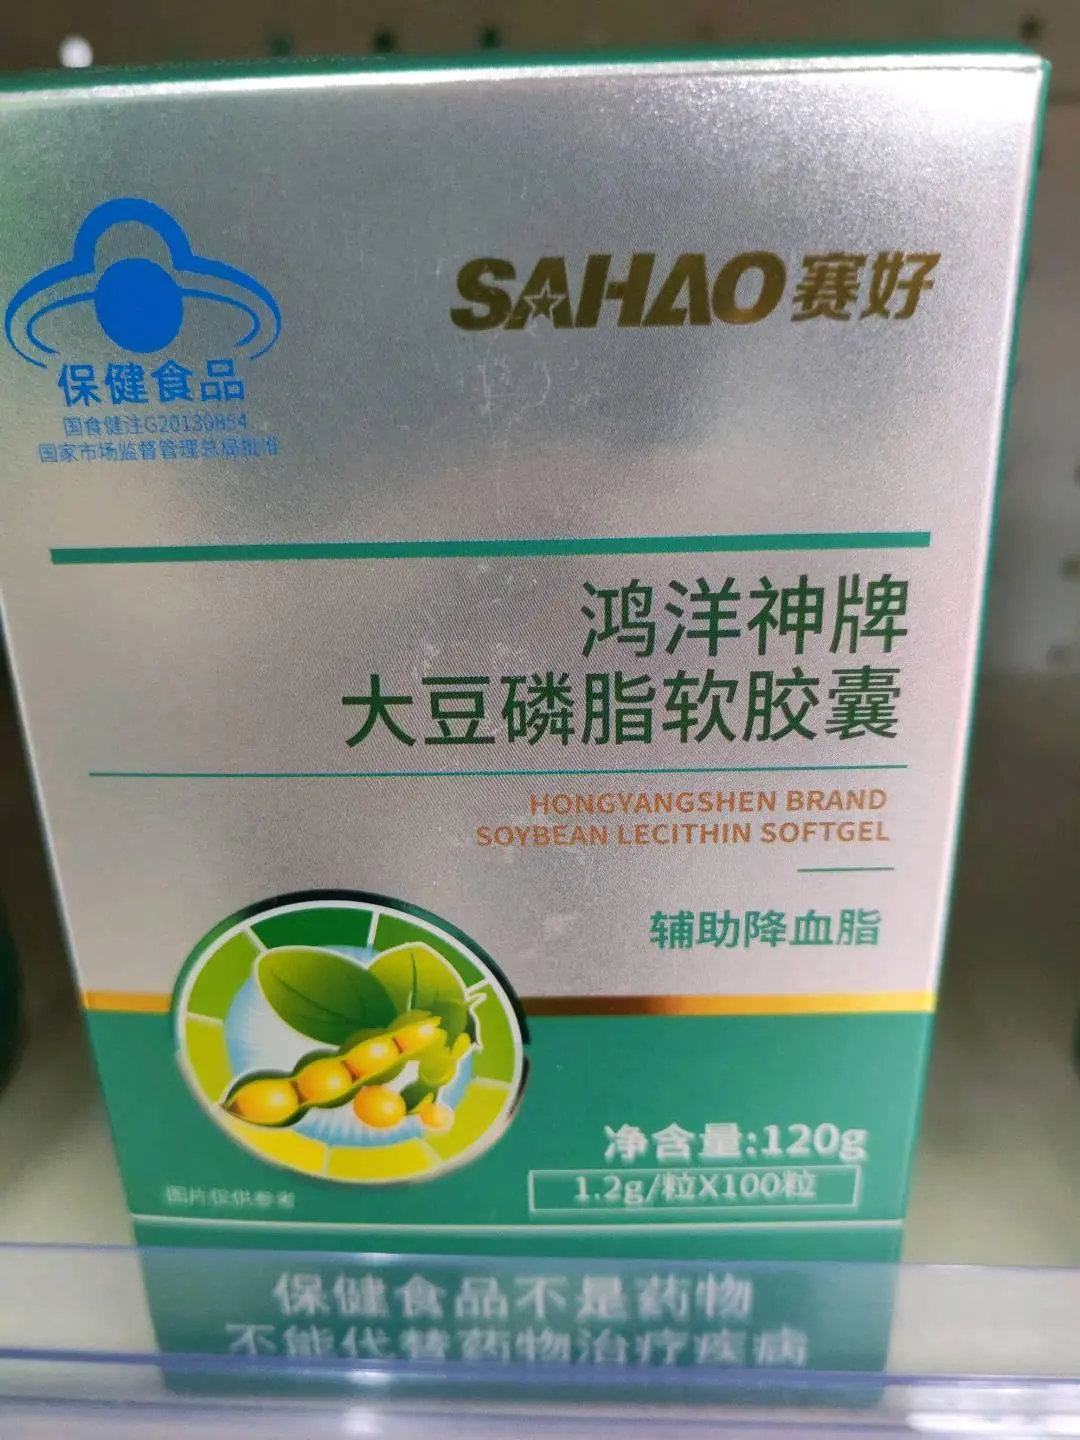 SAHAO赛好
保健食品
国食健注G20130854
国家市场监督管理总局批准
鸿洋神牌
大豆磷脂软胶囊
HONGYANGSHEN BRAND
SOYBEAN LECITHIN SOFTGEL
辅助降血脂
净含量:120g
1.2g/粒X100粒
图片仅供参考
保健食品不是药物
不能代替药物治疗疾病